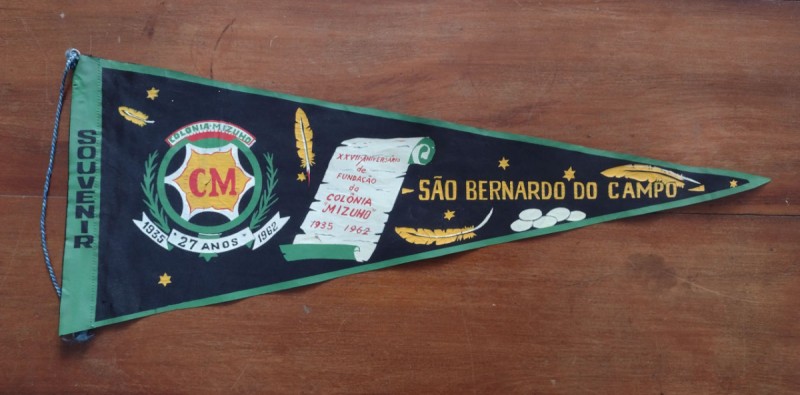 SOUVENIR
COLÔNIA MIZUHO
CM
1935 - 27 ANOS - 1962
XXVII ANIVERSÁRIO
de
FUNDAÇÃO
da
COLÔNIA
"MIZUHO"
1935 1962
SÃO BERNARDO DO CAMPO